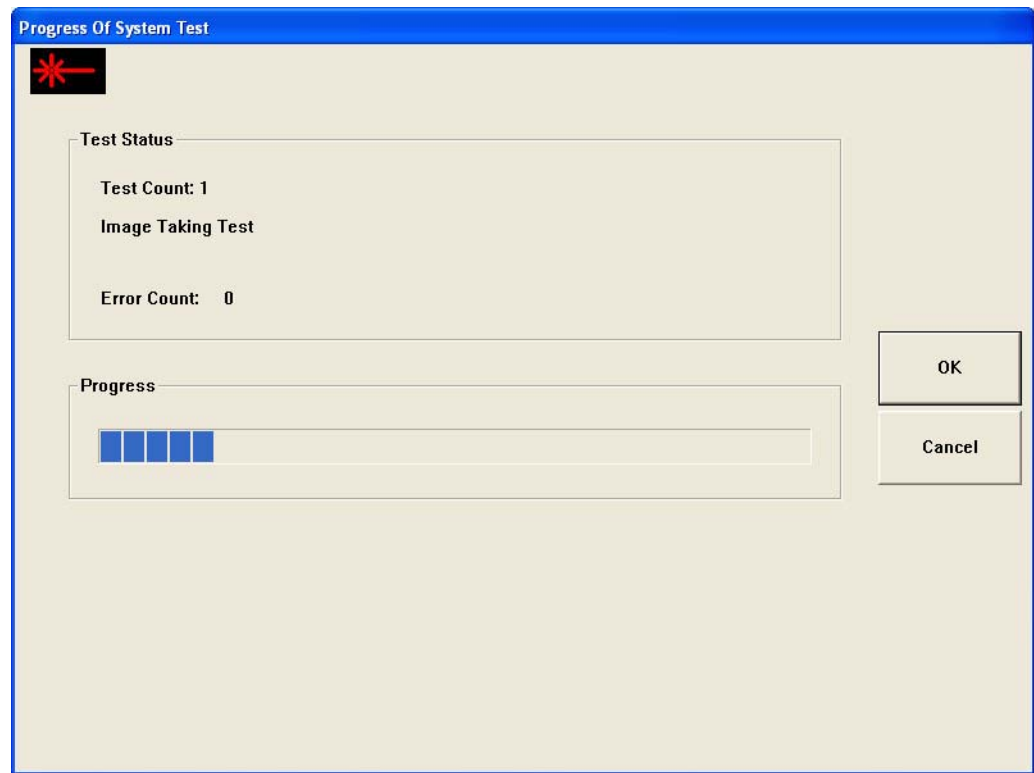 Progress Of System Test
Test Status
Test Count: 1
Image Taking Test
Error Count: 0
Progress
OK
Cancel